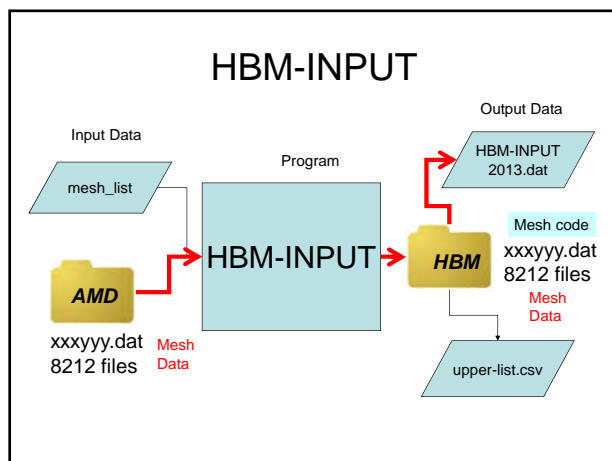 HBM-INPUT
Input Data
mesh_list
AMD
xxxyyy.dat
8212 files
Mesh
Data
Program
HBM-INPUT
Output Data
HBM-INPUT
2013.dat
HBM
Mesh code
xxxyyy.dat
8212 files
Mesh
Data
upper-list.csv